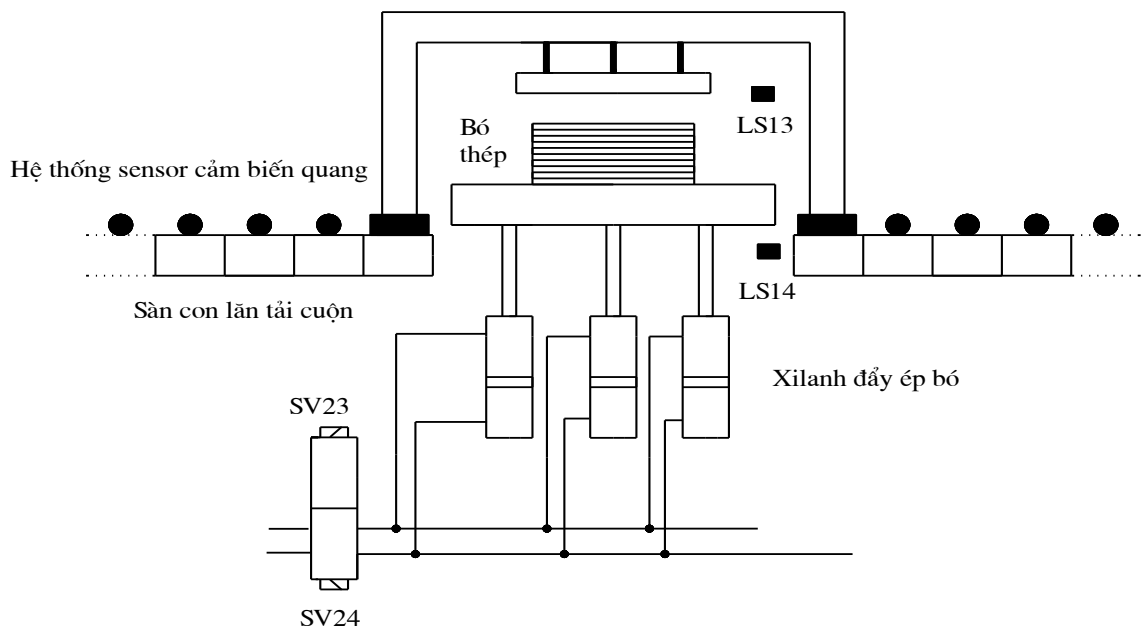 LS13
Bó
thép
Hệ thống sensor cảm biến quang
LS14
Sàn con lăn tải cuộn
Xilanh đẩy ép bó
SV23
SV24